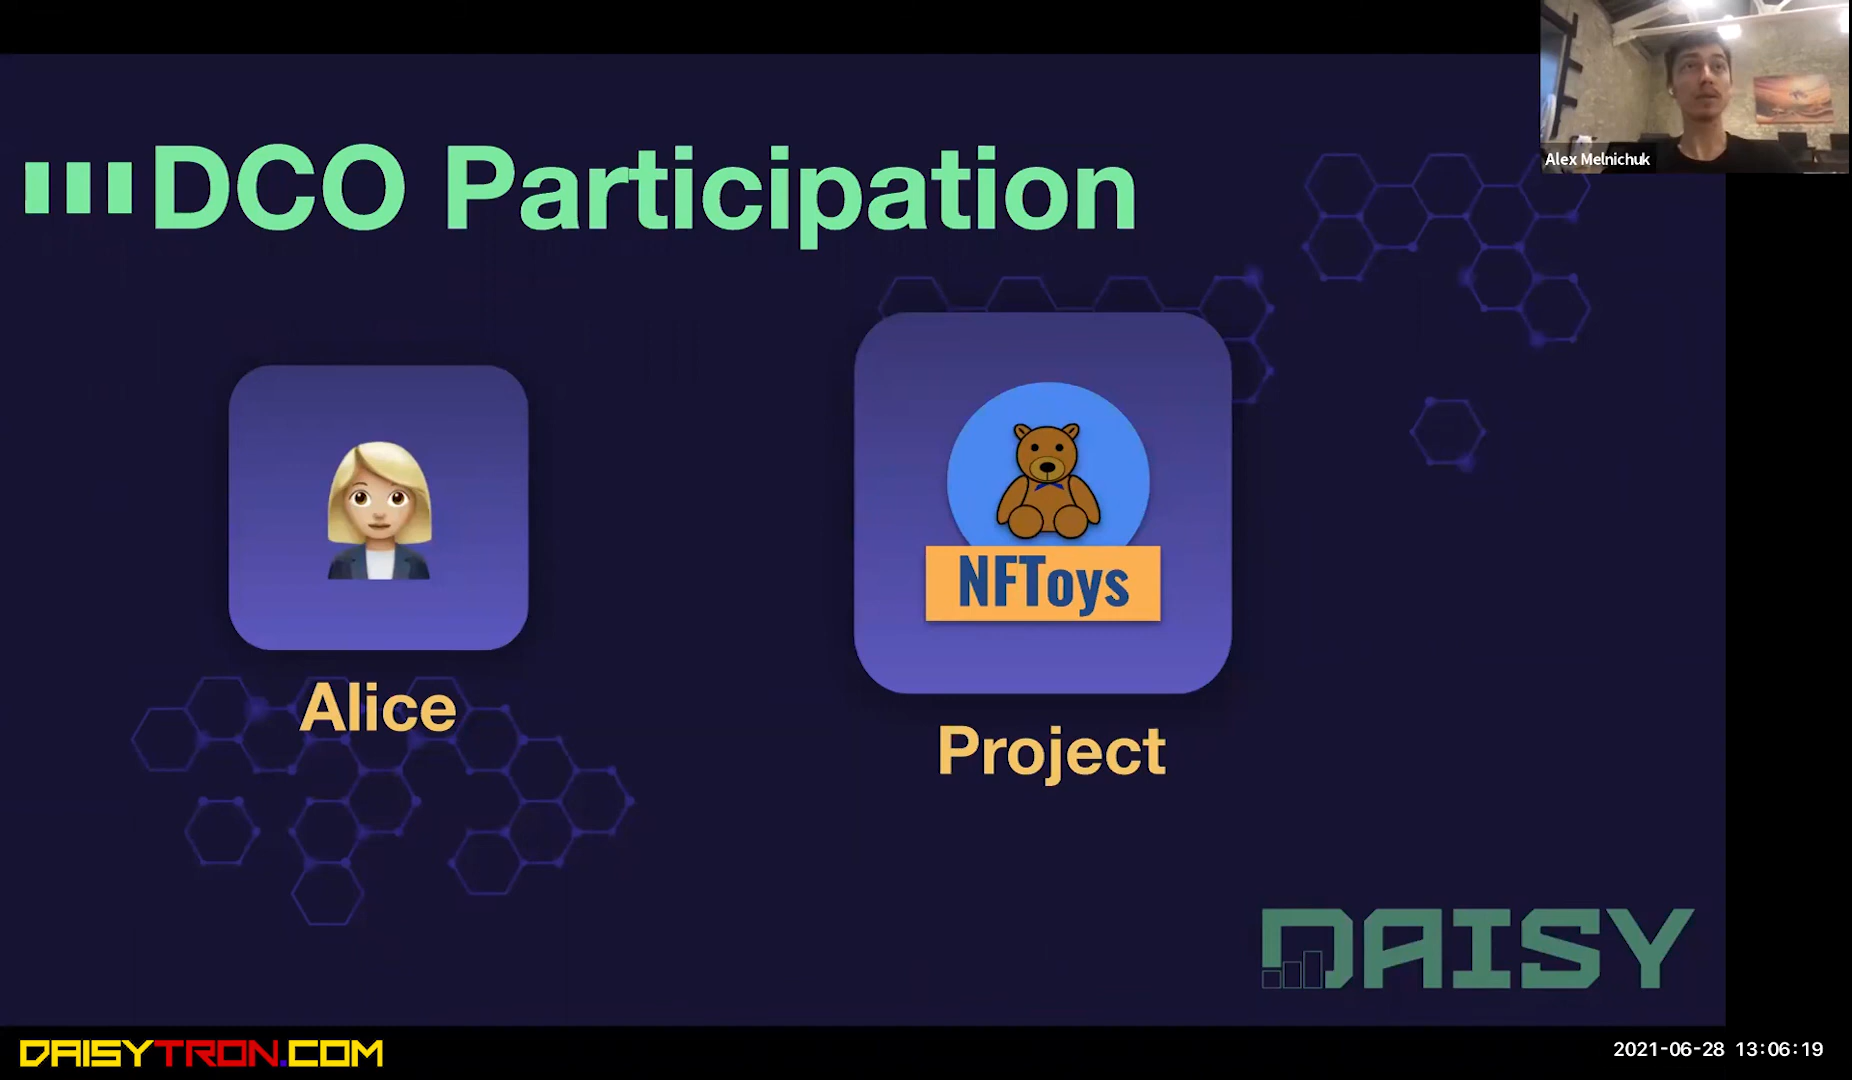 Alex Melnichuk
DCO Participation
NFToys
Alice
Project
DAISY
DAISYTRON.COM
2021-06-28 13:06:19